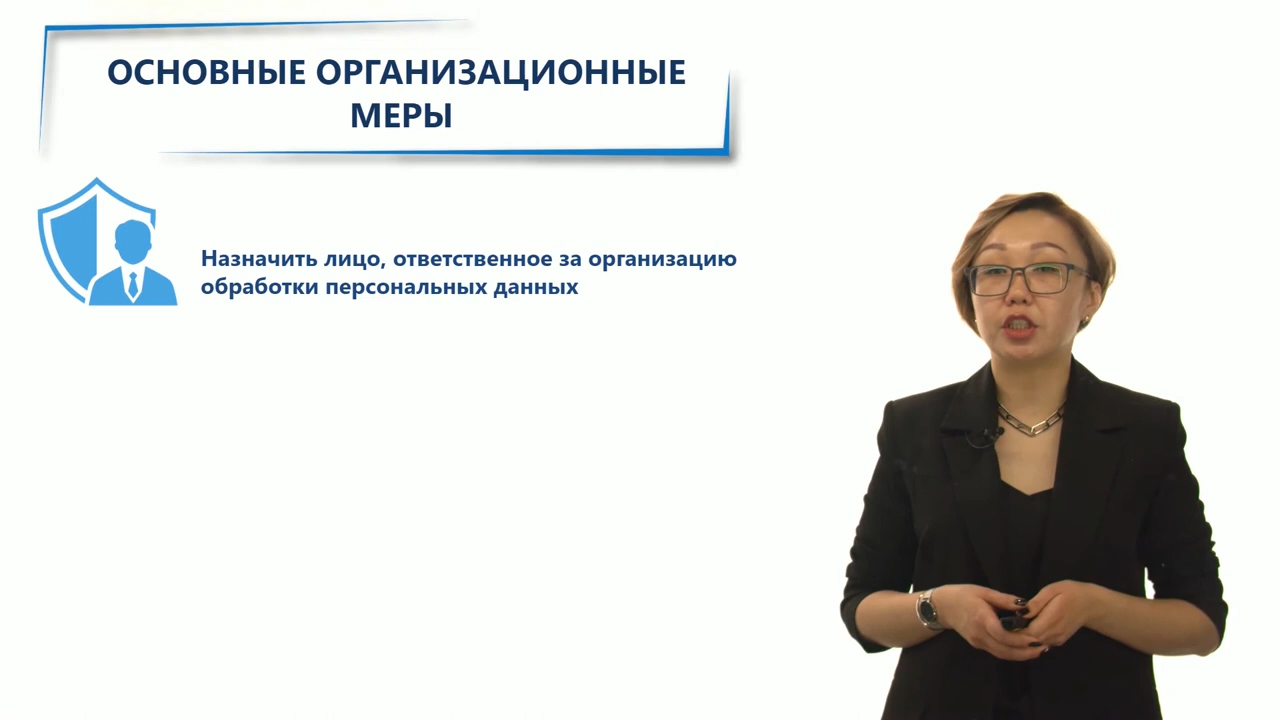 ОСНОВНЫЕ ОРГАНИЗАЦИОННЫЕ
МЕРЫ
Назначить лицо, ответственное за организацию
обработки персональных данных